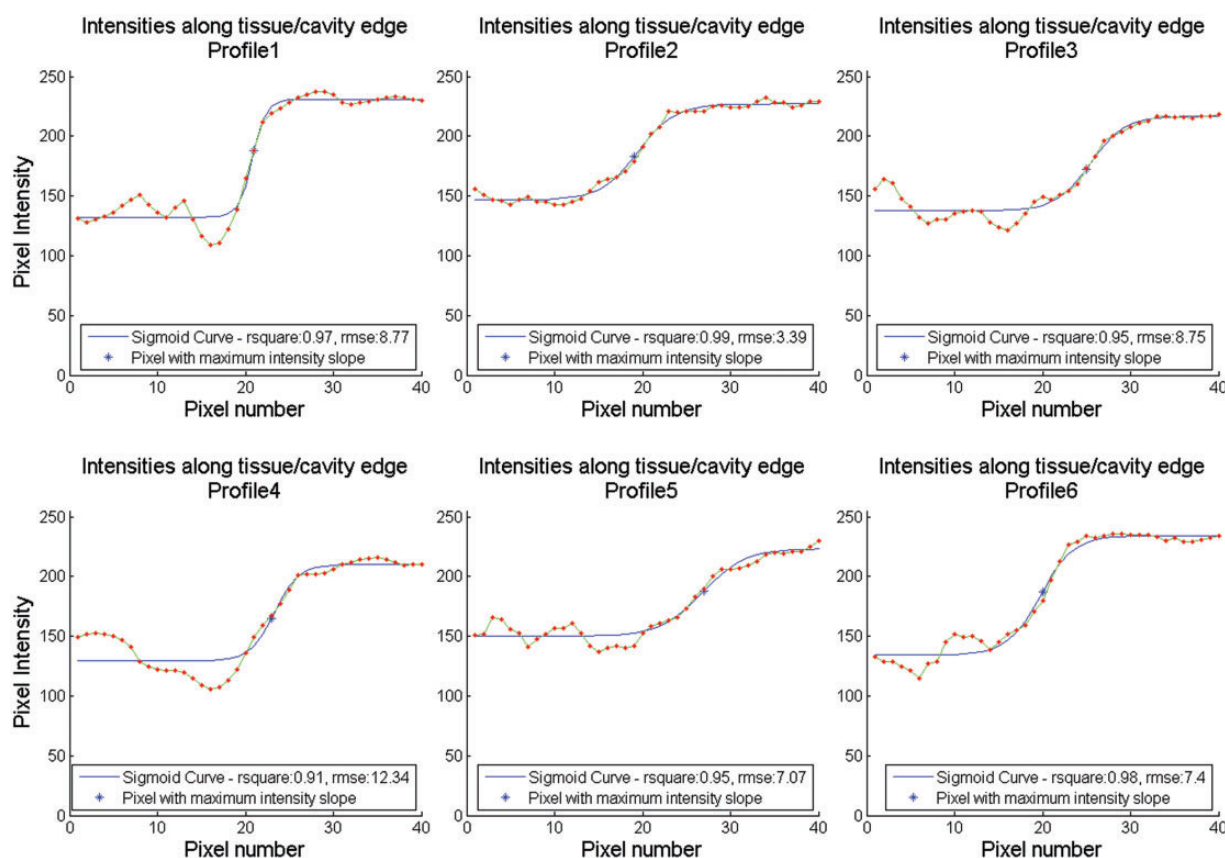 Intensities along tissue/cavity edge
Profile1
Pixel Intensity
250
200
150
100
50
0
Sigmoid Curve - rsquare:0.97, rmse:8.77
Pixel with maximum intensity slope
0 10 20 30 40
Pixel number
Intensities along tissue/cavity edge
Profile2
250
200
150
100
50
0
Sigmoid Curve - rsquare:0.99, rmse:3.39
Pixel with maximum intensity slope
0 10 20 30 40
Pixel number
Intensities along tissue/cavity edge
Profile3
250
200
150
100
50
0
Sigmoid Curve - rsquare:0.95, rmse:8.75
Pixel with maximum intensity slope
0 10 20 30 40
Pixel number
Intensities along tissue/cavity edge
Profile4
Pixel Intensity
250
200
150
100
50
0
Sigmoid Curve - rsquare:0.91, rmse:12.34
Pixel with maximum intensity slope
0 10 20 30 40
Pixel number
Intensities along tissue/cavity edge
Profile5
250
200
150
100
50
0
Sigmoid Curve - rsquare:0.95, rmse:7.07
Pixel with maximum intensity slope
0 10 20 30 40
Pixel number
Intensities along tissue/cavity edge
Profile6
250
200
150
100
50
0
Sigmoid Curve - rsquare:0.98, rmse:7.4
Pixel with maximum intensity slope
0 10 20 30 40
Pixel number